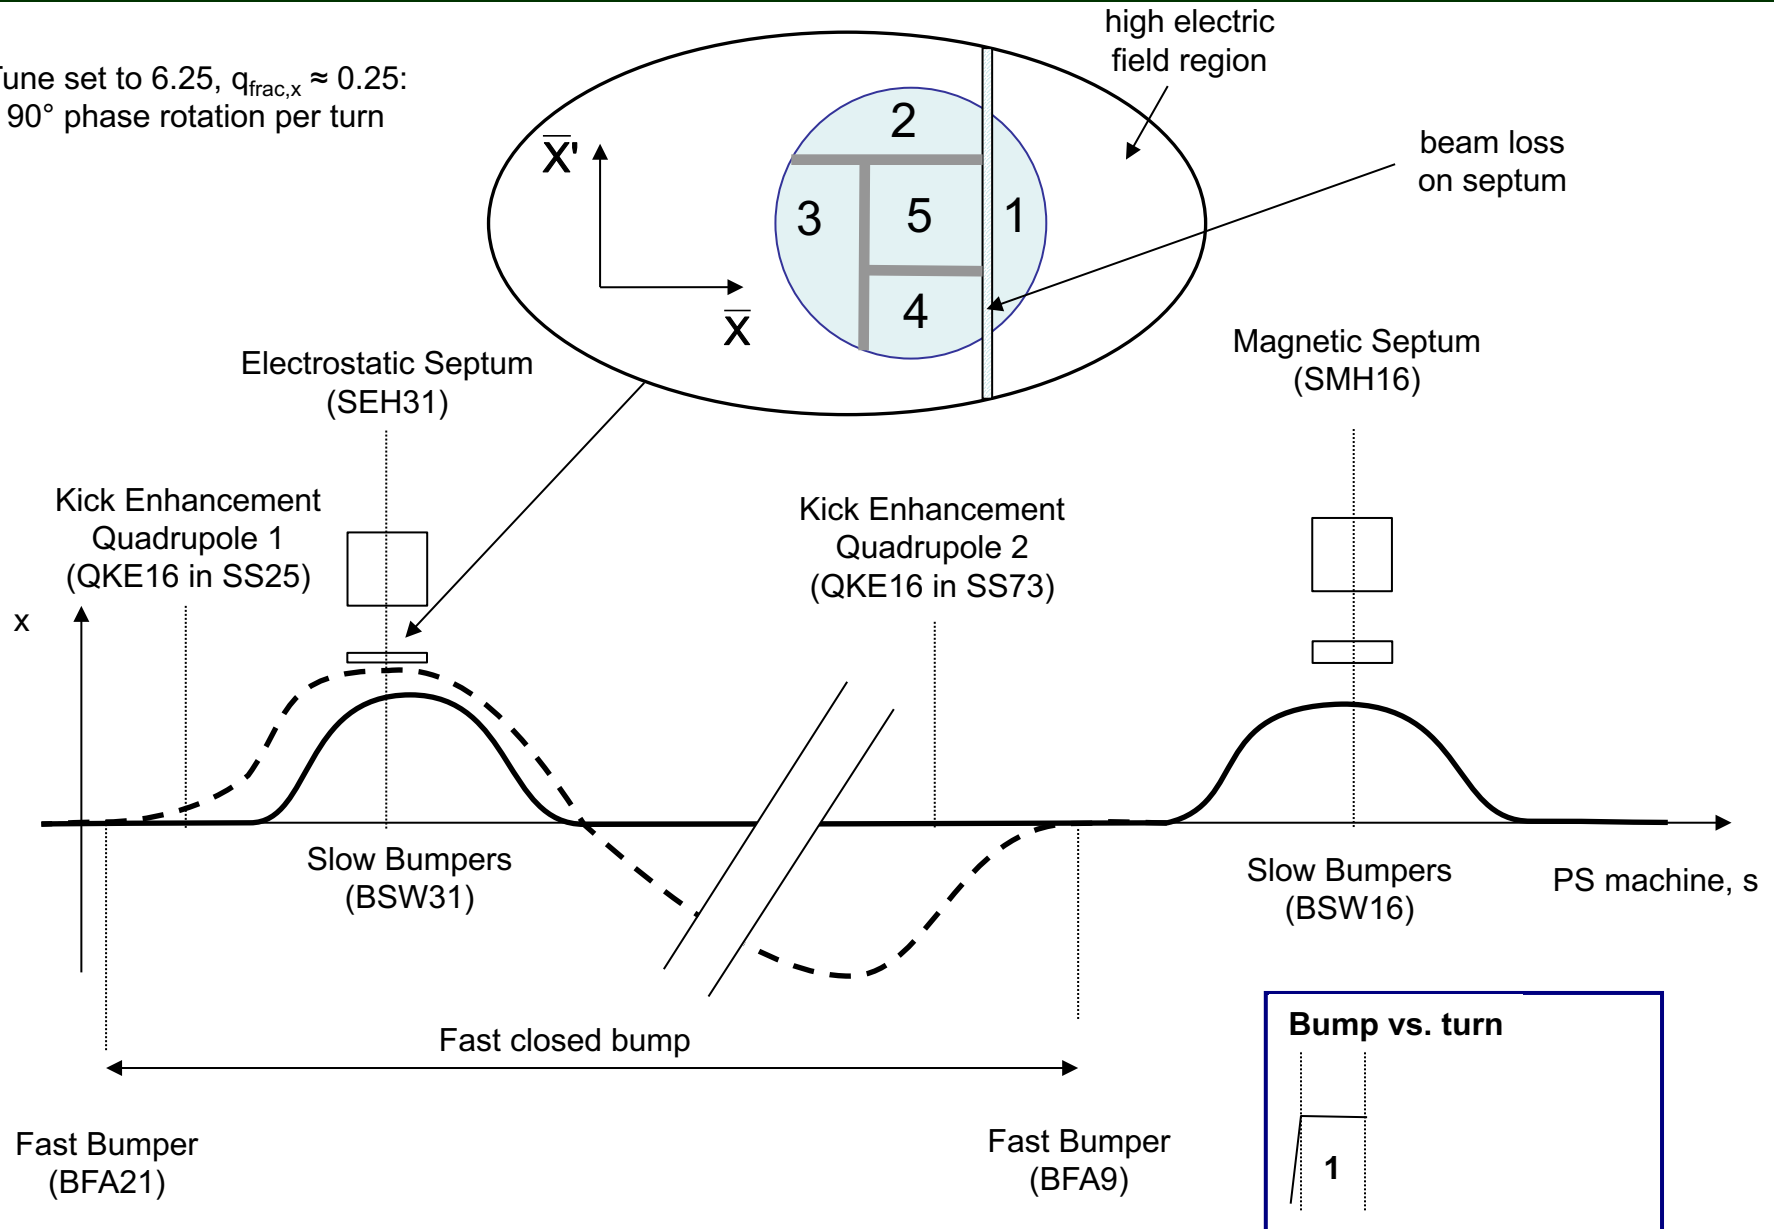 high electric
field region
Tune set to 6.25, qfrac,x ≈ 0.25:
90° phase rotation per turn
beam loss
on septum
X̅'
2
3
5
1
4
X̅
Electrostatic Septum
(SEH31)
Magnetic Septum
(SMH16)
Kick Enhancement
Quadrupole 1
(QKE16 in SS25)
Kick Enhancement
Quadrupole 2
(QKE16 in SS73)
x
Slow Bumpers
(BSW31)
Slow Bumpers
(BSW16)
PS machine, s
Fast closed bump
Bump vs. turn
1
Fast Bumper
(BFA21)
Fast Bumper
(BFA9)